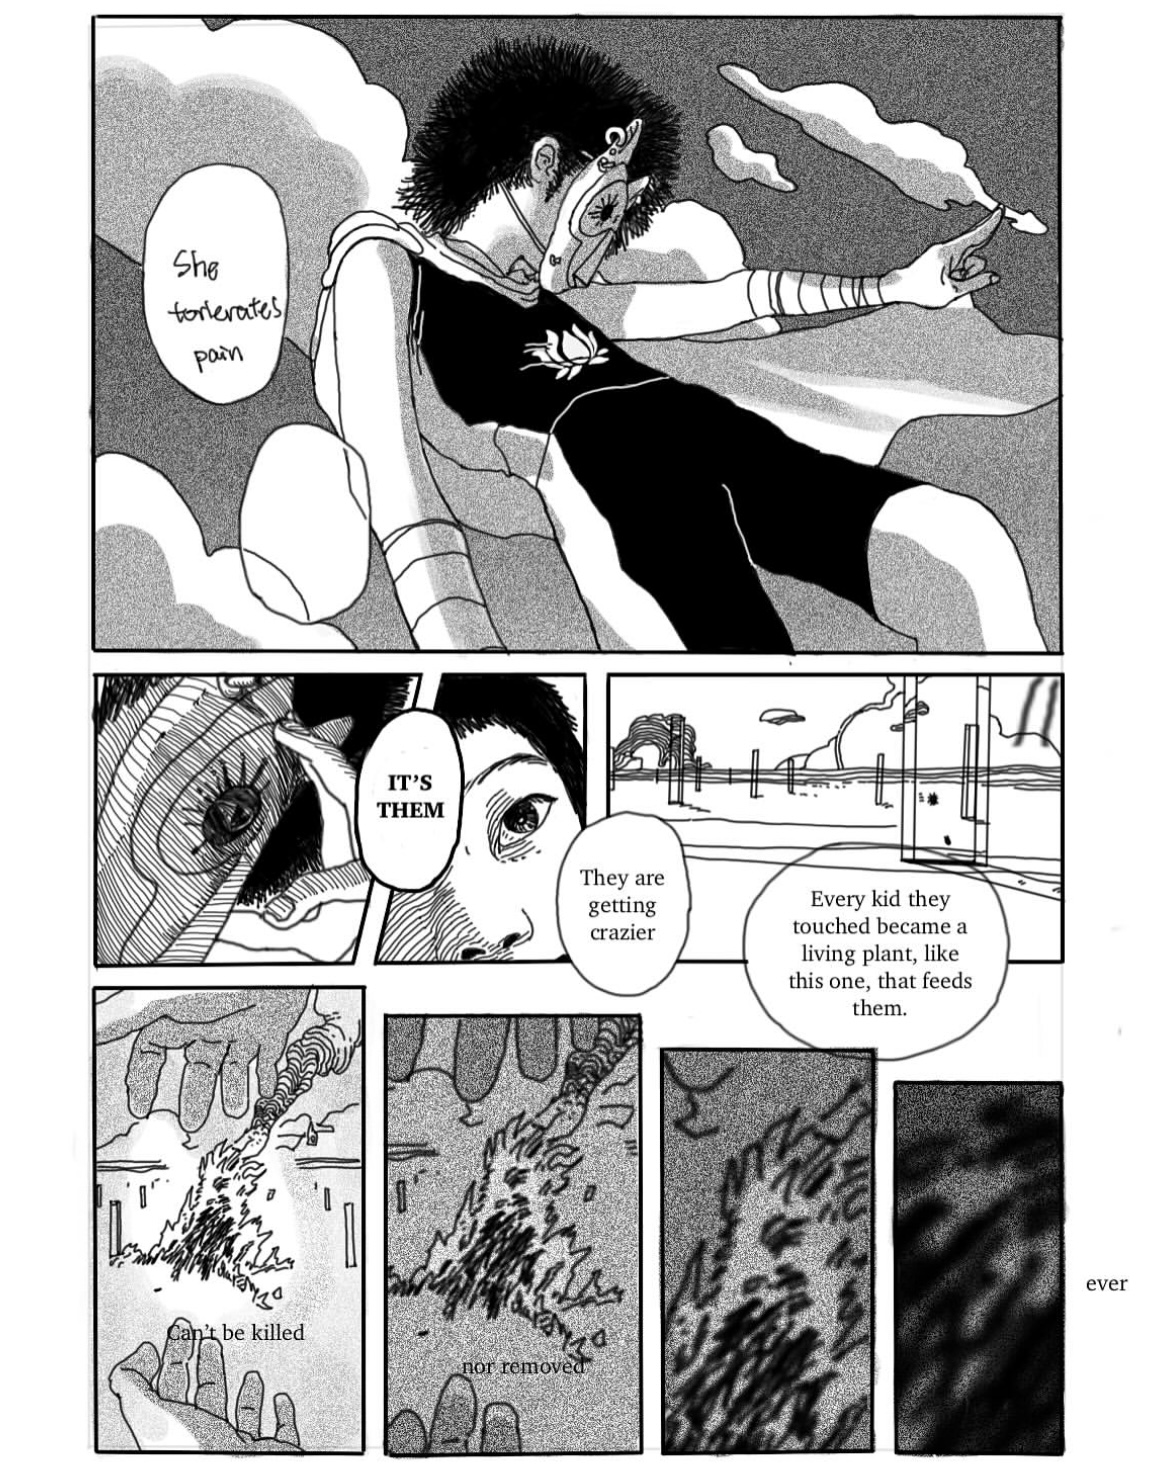 She
torlerates
pain
IT'S
THEM
They are
getting
crazier
Every kid they
touched became a
living plant, like
this one, that feeds
them.
Can't be killed
nor removed
ever